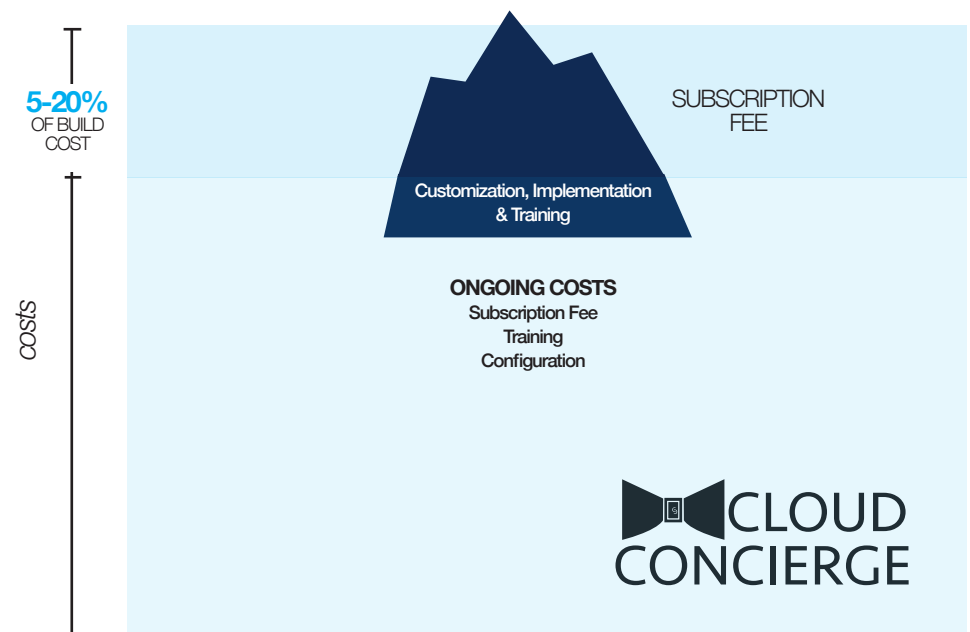 5-20%
OF BUILD
COST
SUBSCRIPTION
FEE
Customization, Implementation
& Training
ONGOING COSTS
Subscription Fee
Training
Configuration
costs
CLOUD
CONCIERGE